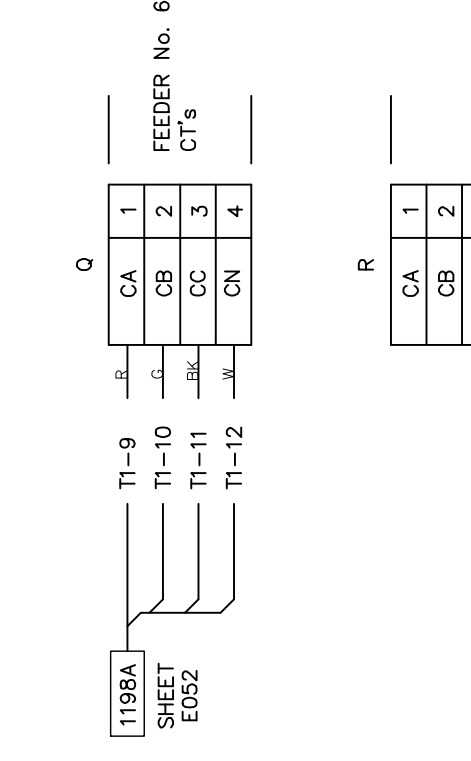 FEEDER No. 6
CT's
Q
CA 1
CB 2
CC 3
CN 4
R
G
BK
W
T1-9
T1-10
T1-11
T1-12
1198A
SHEET
E052
R
CA 1
CB 2